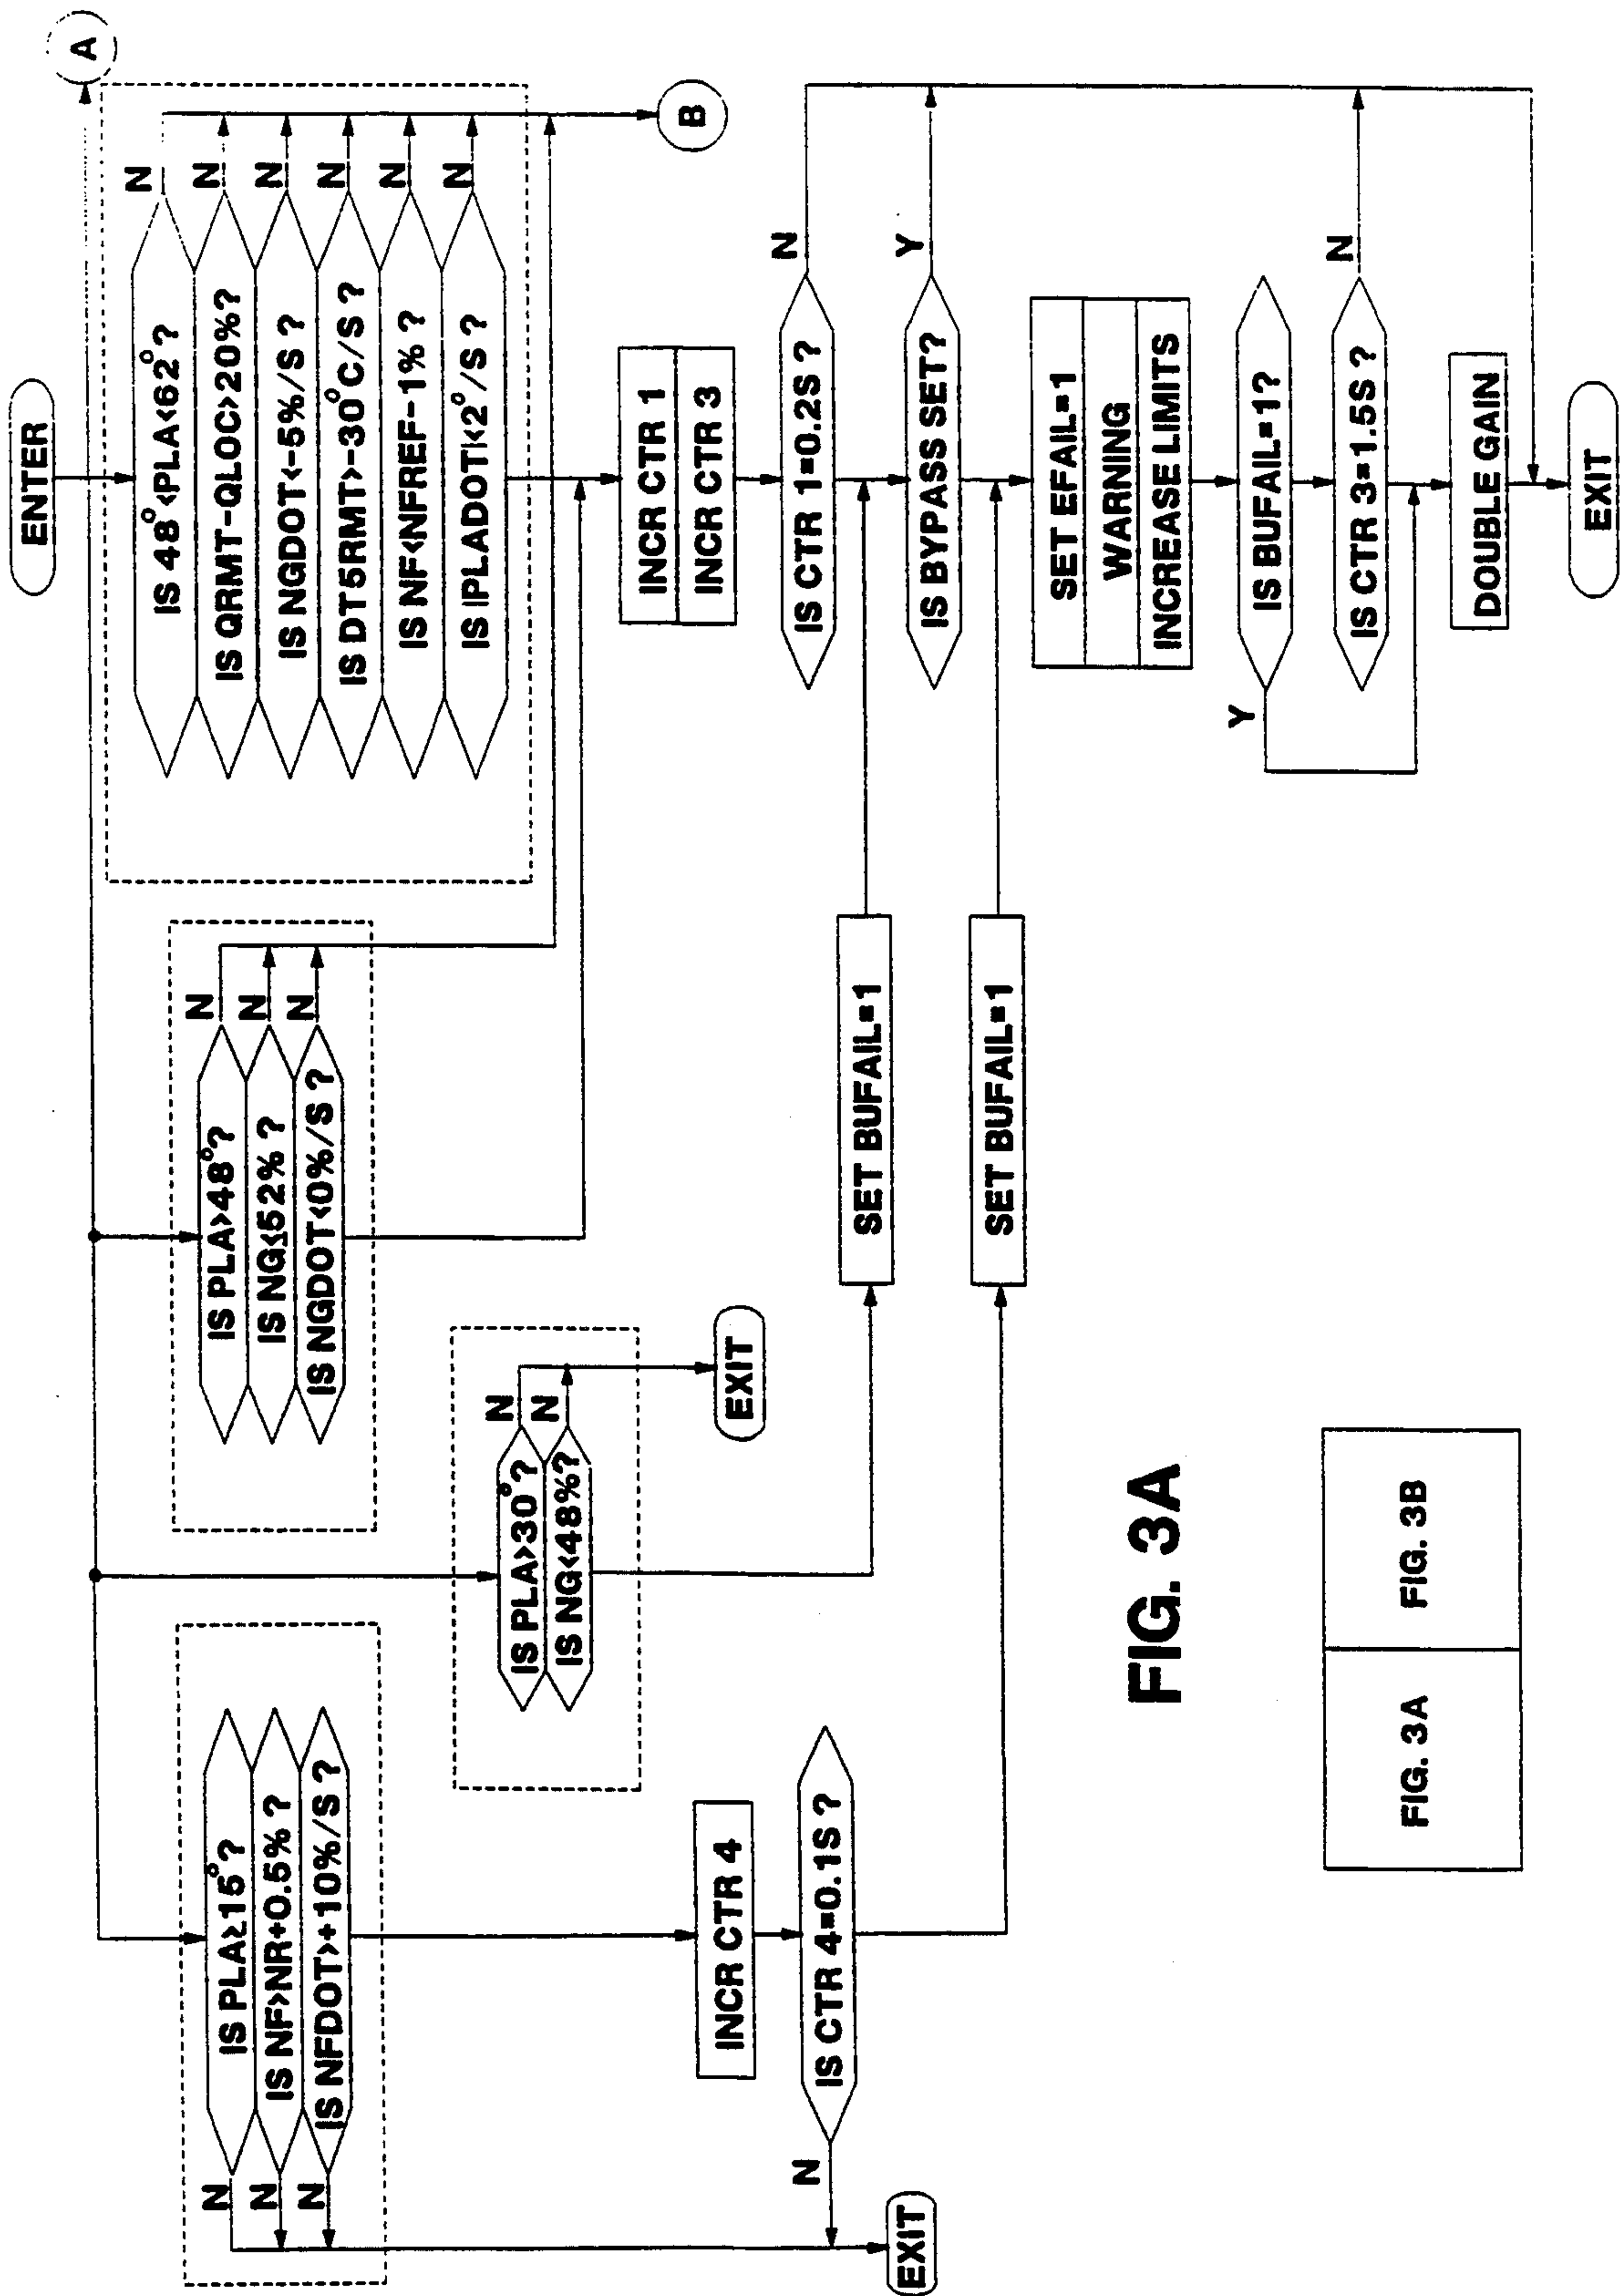 ENTER
A
IS 48°<PLA<62°?
N
IS QRMT-QLOC>20%?
N
IS NGDOT<-5%/S ?
N
IS DT5RMT>-30°C/S ?
N
IS NF<NFREF-1% ?
N
IS |PLADOT|<2°/S ?
N
B
IS PLA>48°?
N
IS NG≤52% ?
N
IS NGDOT<0%/S ?
N
IS PLA>30°?
N
IS NG<48%?
N
EXIT
IS PLA≥15°?
N
IS NF>NR+0.5% ?
N
IS NFDOT>+10%/S ?
N
INCR CTR 4
IS CTR 4=0.1S ?
N
EXIT
INCR CTR 1
INCR CTR 3
IS CTR 1=0.2S ?
N
SET BUFAIL=1
IS BYPASS SET?
Y
SET BUFAIL=1
SET EFAIL=1
WARNING
INCREASE LIMITS
IS BUFAIL=1?
Y
IS CTR 3=1.5S ?
N
DOUBLE GAIN
EXIT
FIG. 3A
FIG. 3A
FIG. 3B